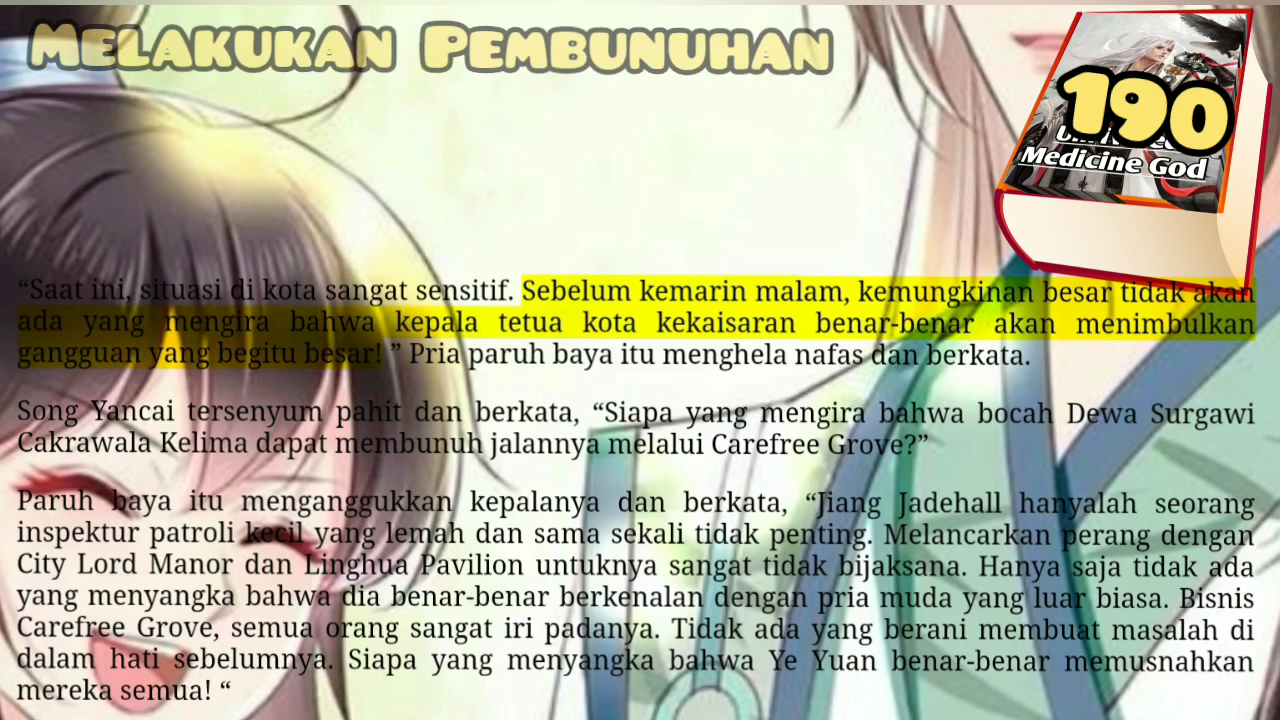 Melakukan Pembunuhan
190
Medicine God
“Saat ini, situasi di kota sangat sensitif. Sebelum kemarin malam, kemungkinan besar tidak akan
ada yang mengira bahwa kepala tetua kota kekaisaran benar-benar akan menimbulkan
gangguan yang begitu besar! ” Pria paruh baya itu menghela nafas dan berkata.
Song Yancai tersenyum pahit dan berkata, “Siapa yang mengira bahwa bocah Dewa Surgawi
Cakrawala Kelima dapat membunuh jalannya melalui Carefree Grove?”
Paruh baya itu menganggukkan kepalanya dan berkata, “Jiang Jadehall hanyalah seorang
inspektur patroli kecil yang lemah dan sama sekali tidak penting. Melancarkan perang dengan
City Lord Manor dan Linghua Pavilion untuknya sangat tidak bijaksana. Hanya saja tidak ada
yang menyangka bahwa dia benar-benar berkenalan dengan pria muda yang luar biasa. Bisnis
Carefree Grove, semua orang sangat iri padanya. Tidak ada yang berani membuat masalah di
dalam hati sebelumnya. Siapa yang menyangka bahwa Ye Yuan benar-benar memusnahkan
mereka semua! “